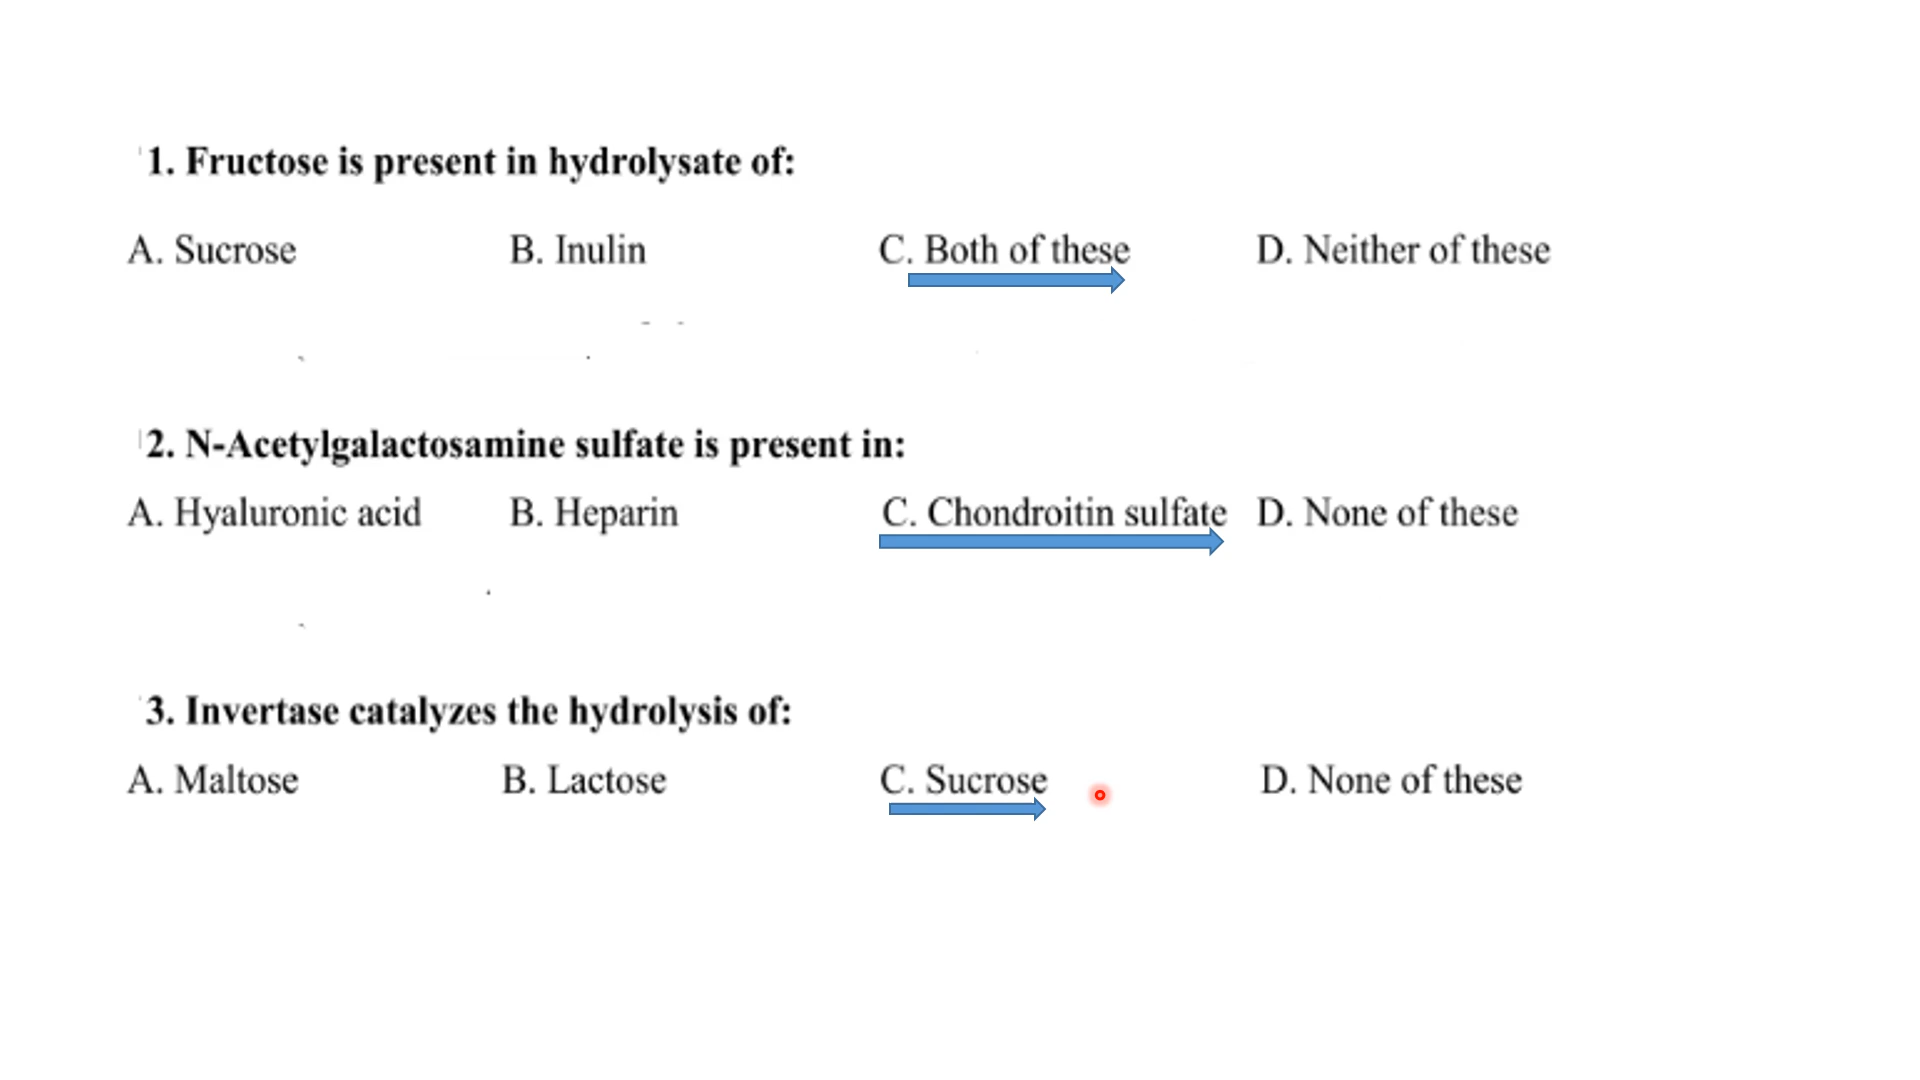 1. Fructose is present in hydrolysate of:
A. Sucrose B. Inulin C. Both of these D. Neither of these
2. N-Acetylgalactosamine sulfate is present in:
A. Hyaluronic acid B. Heparin C. Chondroitin sulfate D. None of these
3. Invertase catalyzes the hydrolysis of:
A. Maltose B. Lactose C. Sucrose D. None of these